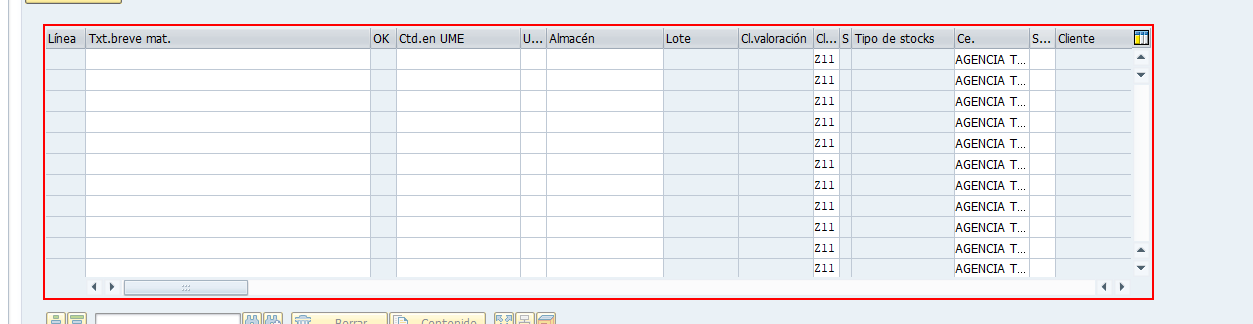 Línea Txt.breve mat. OK Ctd.en UME U... Almacén Lote Cl.valoración Cl... S Tipo de stocks Ce. S... Cliente
Z11 AGENCIA T...
Z11 AGENCIA T...
Z11 AGENCIA T...
Z11 AGENCIA T...
Z11 AGENCIA T...
Z11 AGENCIA T...
Z11 AGENCIA T...
Z11 AGENCIA T...
Z11 AGENCIA T...
Z11 AGENCIA T...
Z11 AGENCIA T...
Borrar Contenido